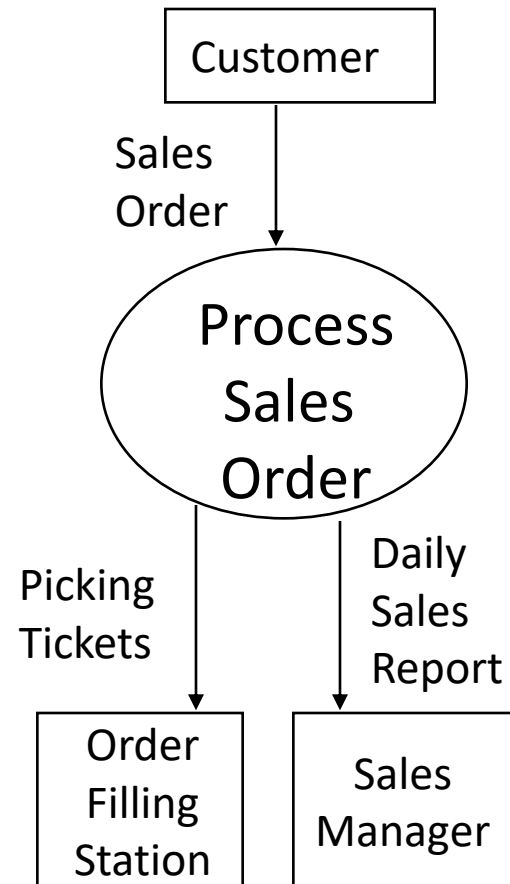 Customer
Sales
Order
Process
Sales
Order
Picking
Tickets
Daily
Sales
Report
Order
Filling
Station
Sales
Manager